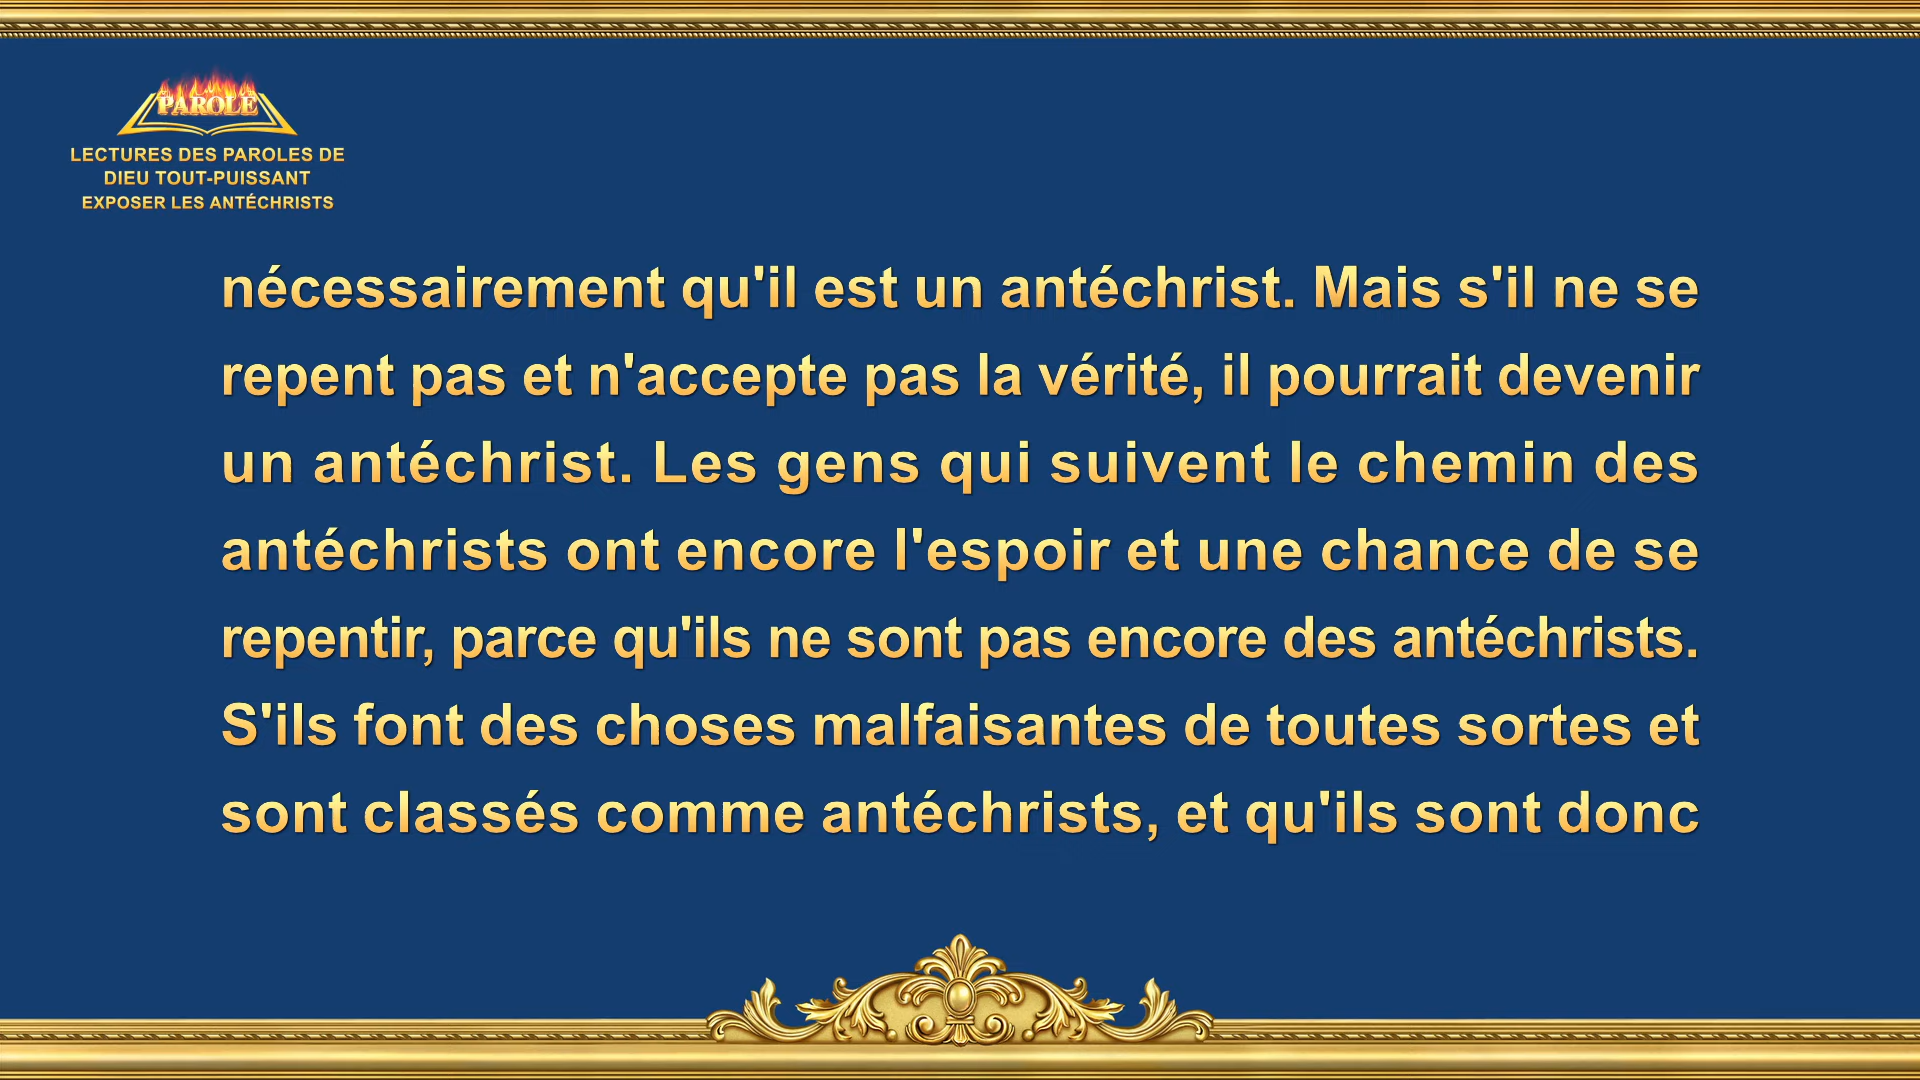 PAROLE
LECTURES DES PAROLES DE
DIEU TOUT-PUISSANT
EXPOSER LES ANTÉCHRISTS
nécessairement qu'il est un antéchrist. Mais s'il ne se
repent pas et n'accepte pas la vérité, il pourrait devenir
un antéchrist. Les gens qui suivent le chemin des
antéchrists ont encore l'espoir et une chance de se
repentir, parce qu'ils ne sont pas encore des antéchrists.
S'ils font des choses malfaisantes de toutes sortes et
sont classés comme antéchrists, et qu'ils sont donc